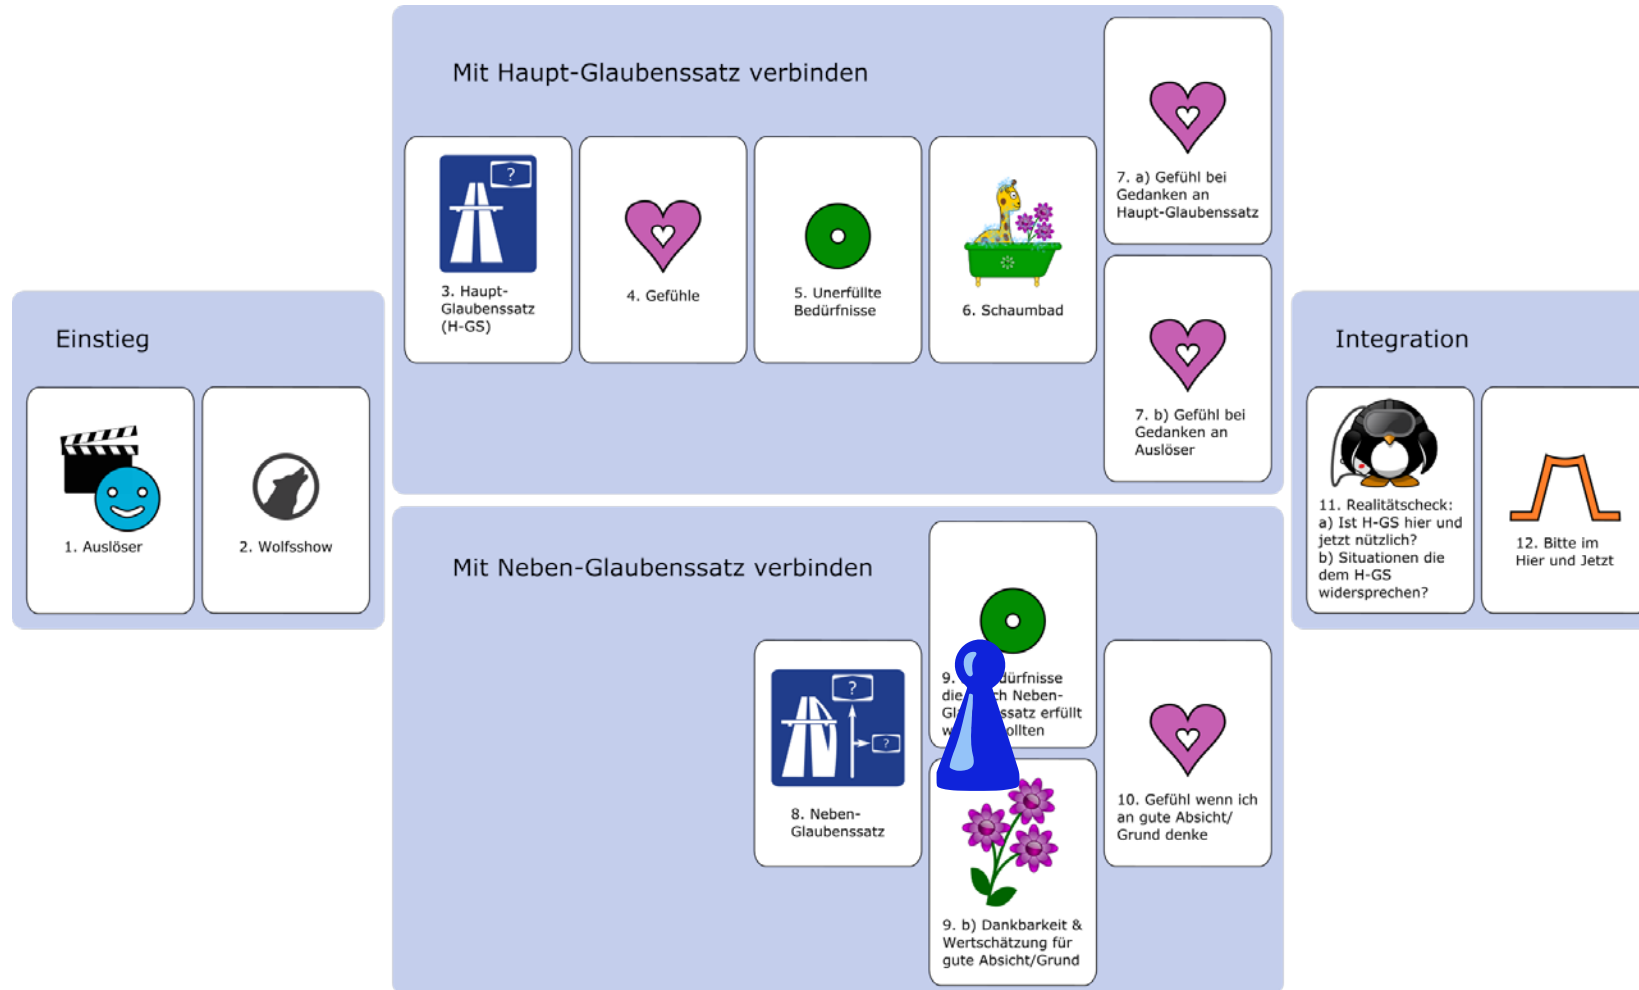 Mit Haupt-Glaubenssatz verbinden
?
3. Haupt-
Glaubenssatz
(H-GS)
4. Gefühle
5. Unerfüllte
Bedürfnisse
6. Schaumbad
7. a) Gefühl bei
Gedanken an
Haupt-Glaubenssatz
7. b) Gefühl bei
Gedanken an
Auslöser
Einstieg
1. Auslöser
2. Wolfsshow
Mit Neben-Glaubenssatz verbinden
?
?
8. Neben-
Glaubenssatz
9.
die Neben-
erfüllt
9. b) Dankbarkeit &
Wertschätzung für
gute Absicht/Grund
10. Gefühl wenn ich
an gute Absicht/
Grund denke
Integration
11. Realitätscheck:
a) Ist H-GS hier und
jetzt nützlich?
b) Situationen die
dem H-GS
widersprechen?
12. Bitte im
Hier und Jetzt